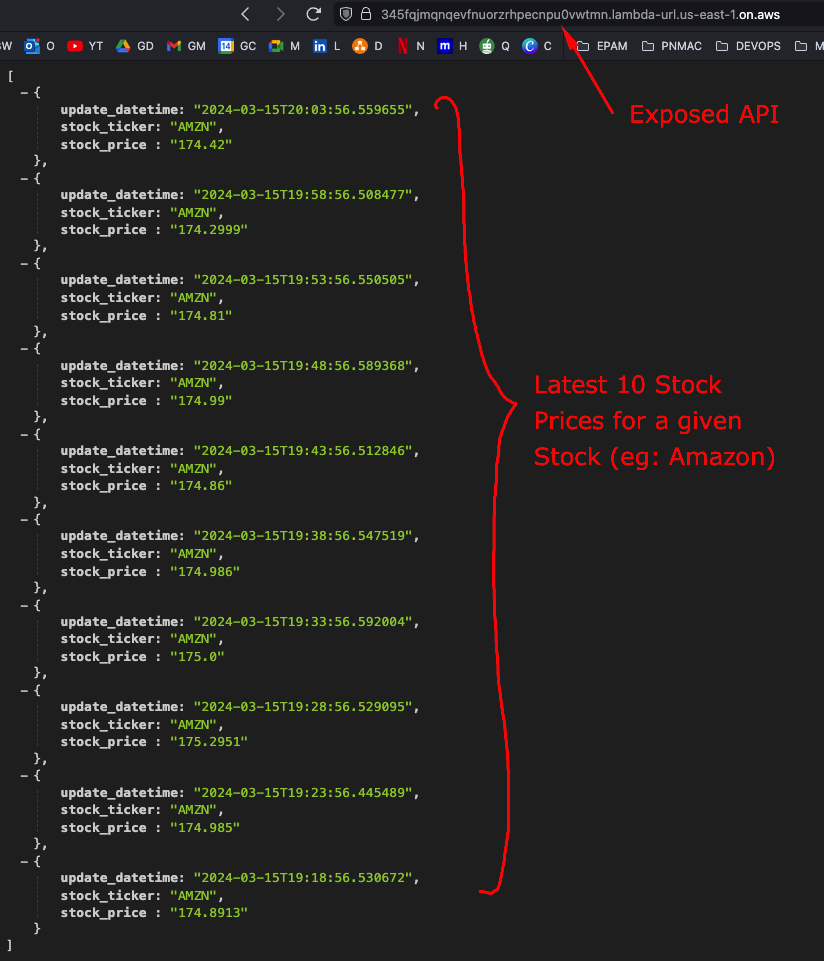 345fqjmqnqevfnuorzrhpecnpu0vwtmn.lambda-url.us-east-1.on.aws
W O YT GD GM 14 GC M in L D N m H Q C C EPAM PNMAC DEVOPS M
Exposed API
[
− {
update_datetime: "2024-03-15T20:03:56.559655",
stock_ticker: "AMZN",
stock_price : "174.42"
},
− {
update_datetime: "2024-03-15T19:58:56.508477",
stock_ticker: "AMZN",
stock_price : "174.2999"
},
− {
update_datetime: "2024-03-15T19:53:56.550505",
stock_ticker: "AMZN",
stock_price : "174.81"
},
− {
update_datetime: "2024-03-15T19:48:56.589368",
stock_ticker: "AMZN",
stock_price : "174.99"
},
− {
update_datetime: "2024-03-15T19:43:56.512846",
stock_ticker: "AMZN",
stock_price : "174.86"
},
− {
update_datetime: "2024-03-15T19:38:56.547519",
stock_ticker: "AMZN",
stock_price : "174.986"
},
− {
update_datetime: "2024-03-15T19:33:56.592004",
stock_ticker: "AMZN",
stock_price : "175.0"
},
− {
update_datetime: "2024-03-15T19:28:56.529095",
stock_ticker: "AMZN",
stock_price : "175.2951"
},
− {
update_datetime: "2024-03-15T19:23:56.445489",
stock_ticker: "AMZN",
stock_price : "174.985"
},
− {
update_datetime: "2024-03-15T19:18:56.530672",
stock_ticker: "AMZN",
stock_price : "174.8913"
}
]
Latest 10 Stock
Prices for a given
Stock (eg: Amazon)